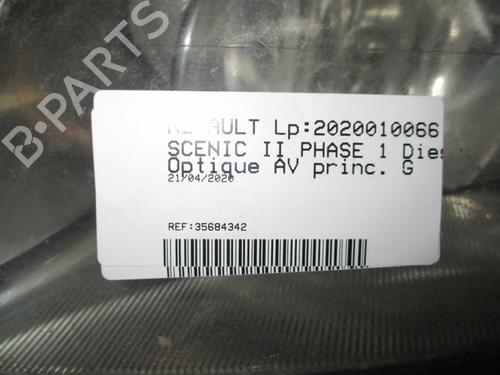 B-PARTS
RENAULT Lp:2020010066
SCENIC II PHASE 1 Dies
Optique AV princ. G
21/04/2020
REF:35684342